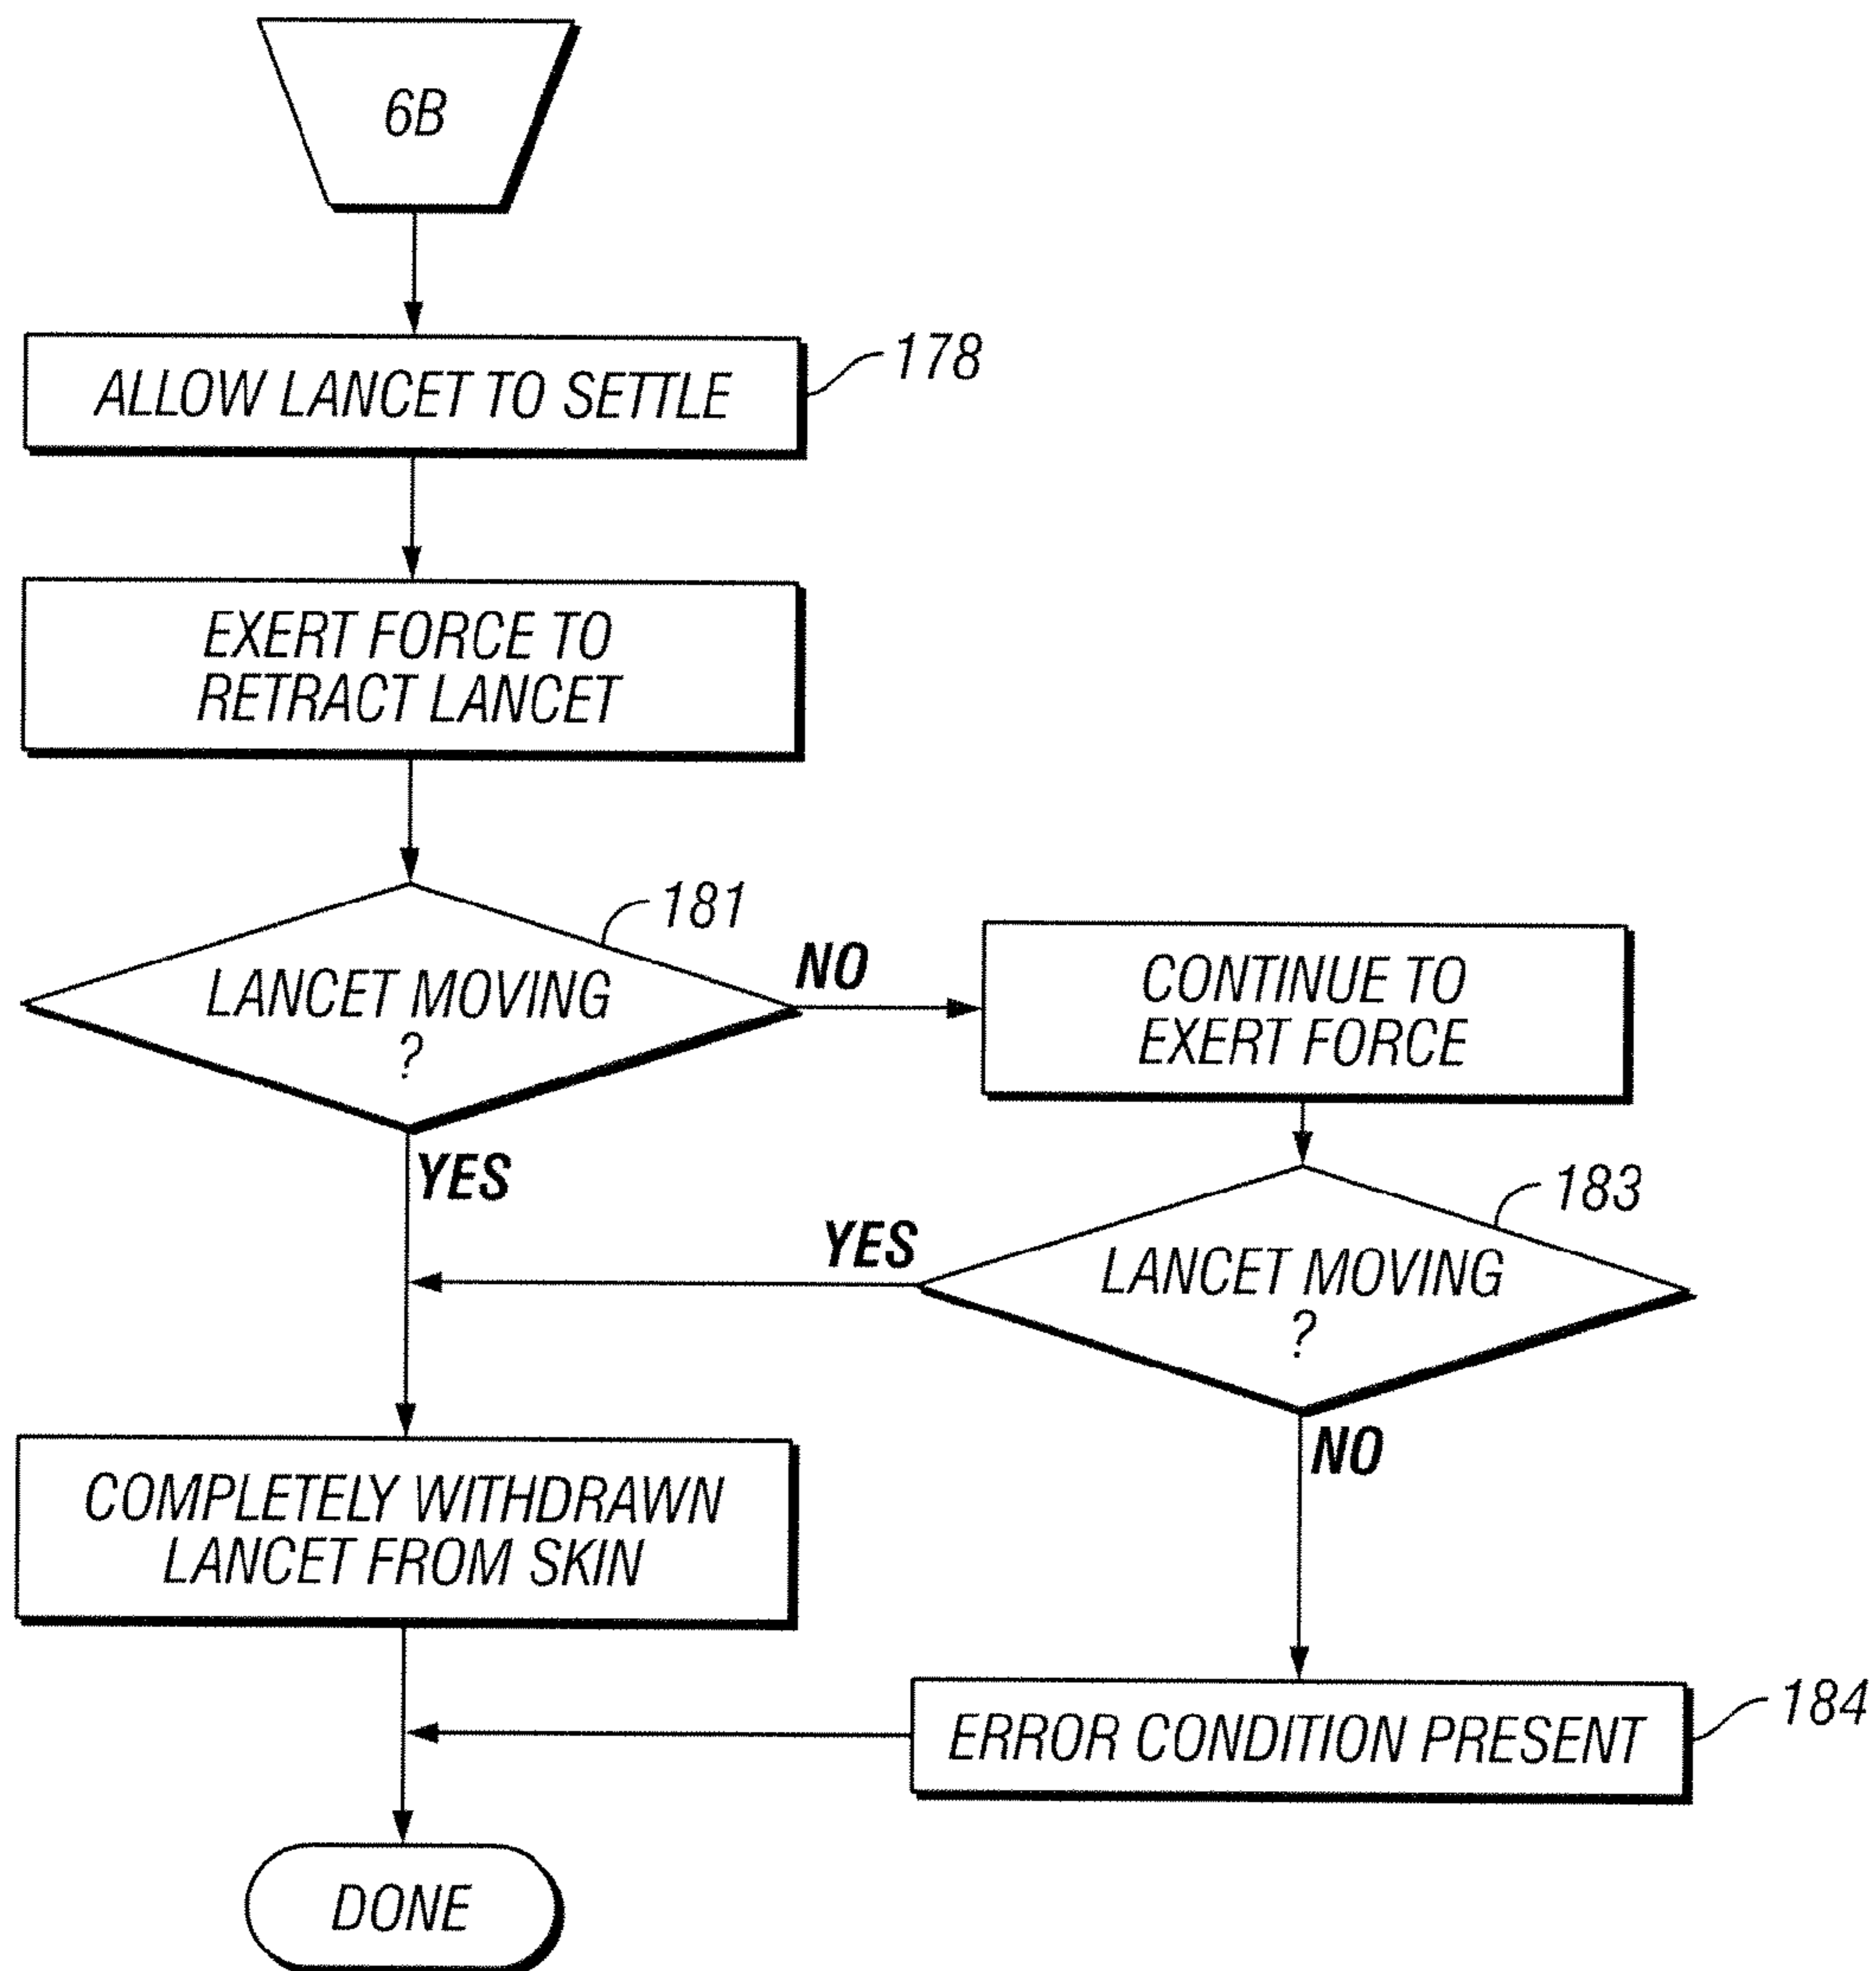 6B
ALLOW LANCET TO SETTLE
178
EXERT FORCE TO
RETRACT LANCET
181
LANCET MOVING
?
NO
CONTINUE TO
EXERT FORCE
YES
183
LANCET MOVING
?
YES
NO
COMPLETELY WITHDRAWN
LANCET FROM SKIN
ERROR CONDITION PRESENT
184
DONE